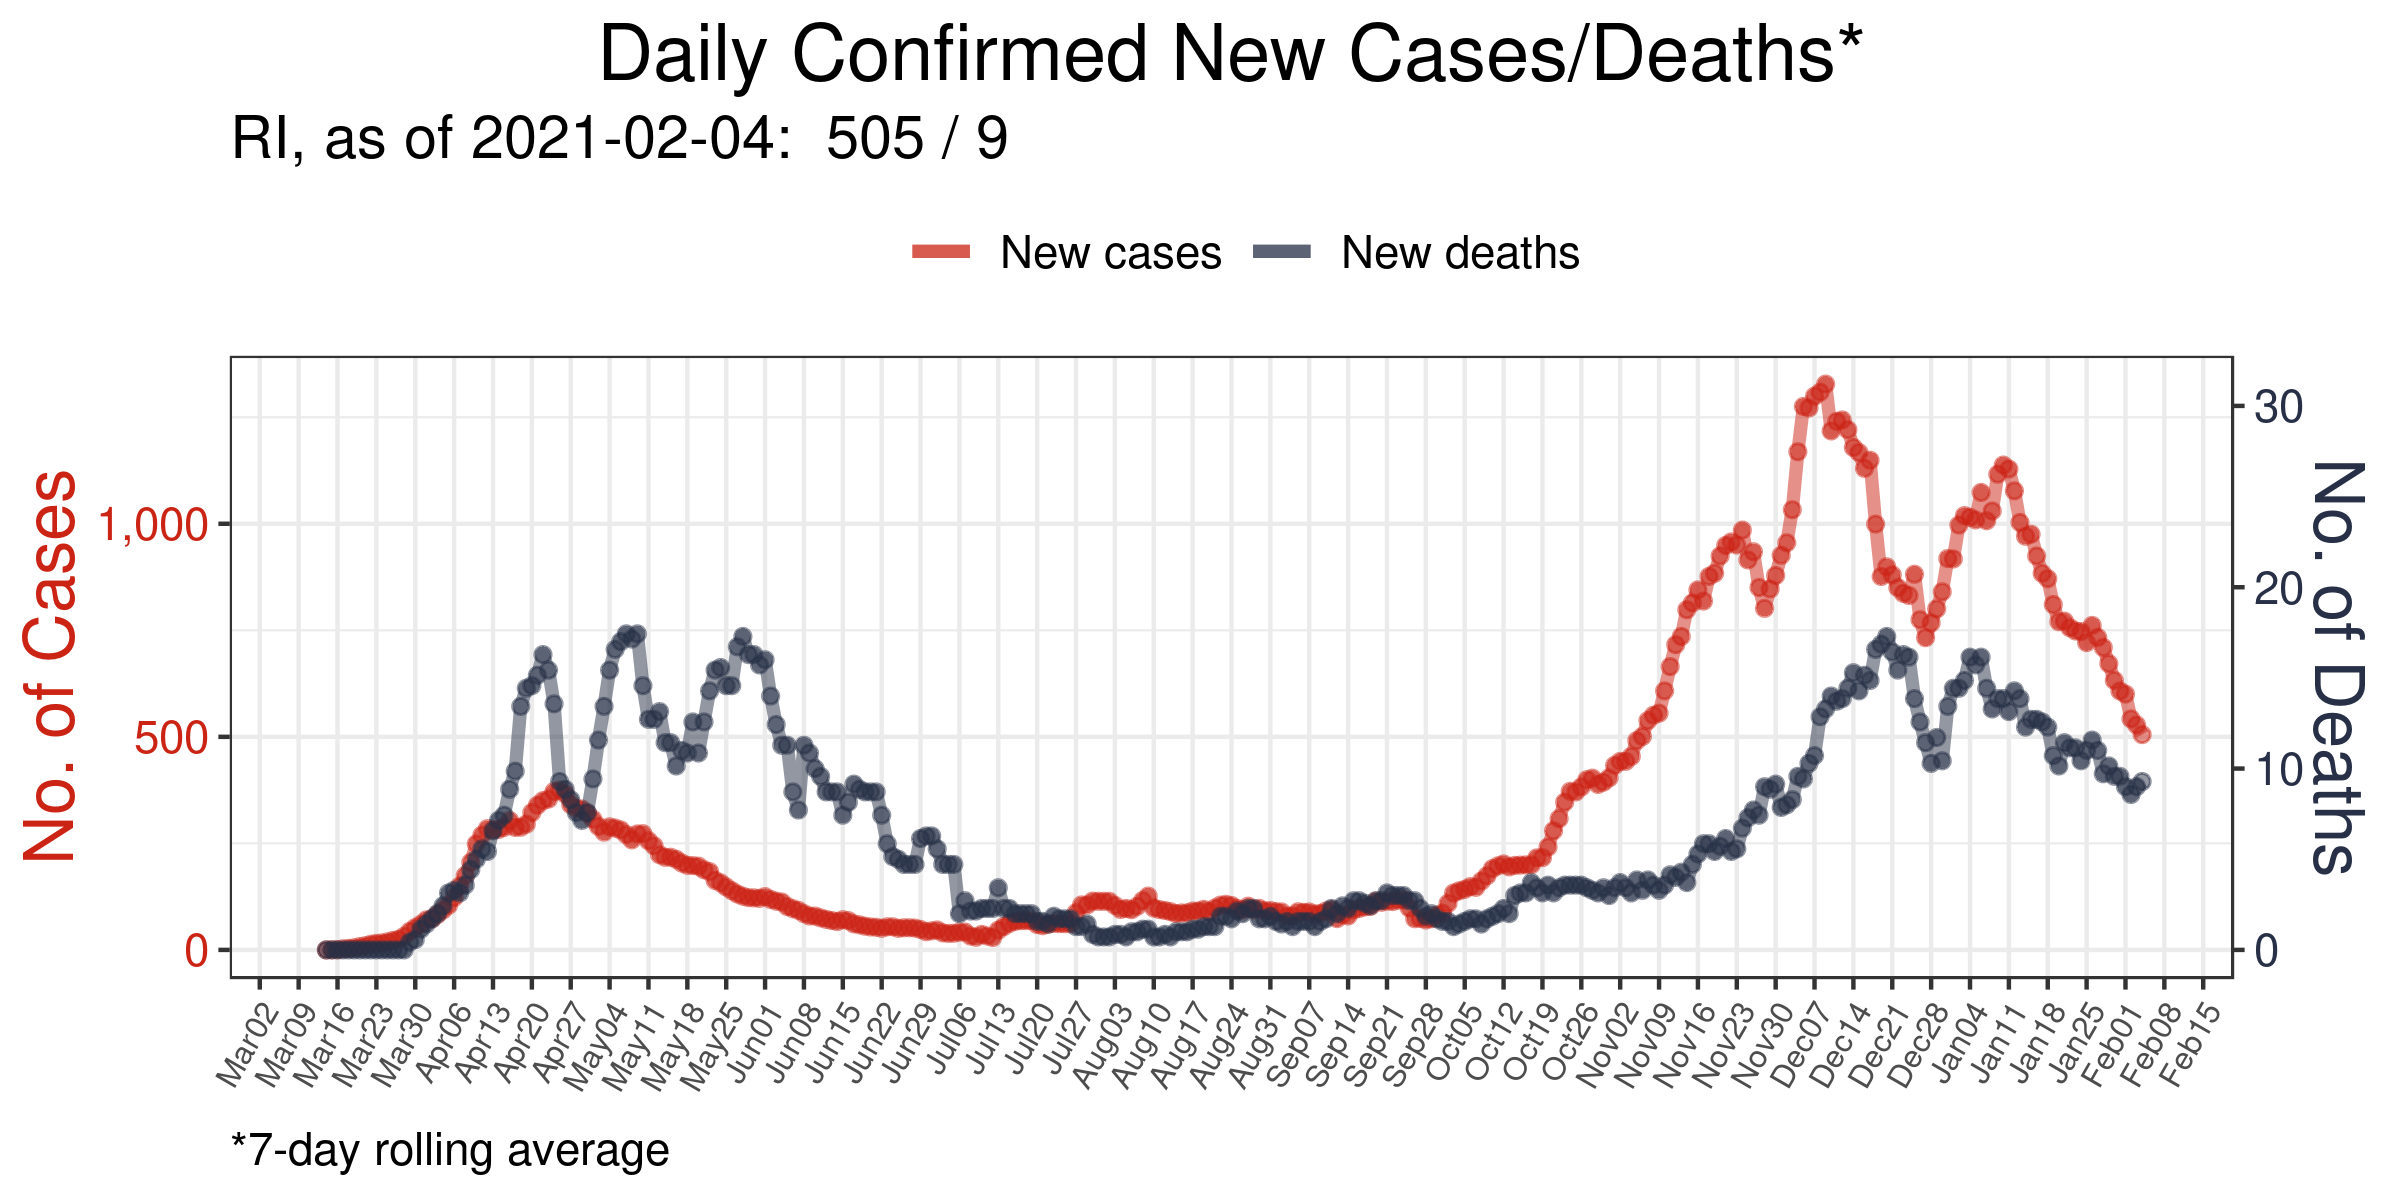 Daily Confirmed New Cases/Deaths*
RI, as of 2021-02-04:  505 / 9
New cases
New deaths
No. of Cases
1,000
500
0
30
20
10
0
No. of Deaths
Mar02
Mar09
Mar16
Mar23
Mar30
Apr06
Apr13
Apr20
Apr27
May04
May11
May18
May25
Jun01
Jun08
Jun15
Jun22
Jun29
Jul06
Jul13
Jul20
Jul27
Aug03
Aug10
Aug17
Aug24
Aug31
Sep07
Sep14
Sep21
Sep28
Oct05
Oct12
Oct19
Oct26
Nov02
Nov09
Nov16
Nov23
Nov30
Dec07
Dec14
Dec21
Dec28
Jan04
Jan11
Jan18
Jan25
Feb01
Feb08
Feb15
*7-day rolling average